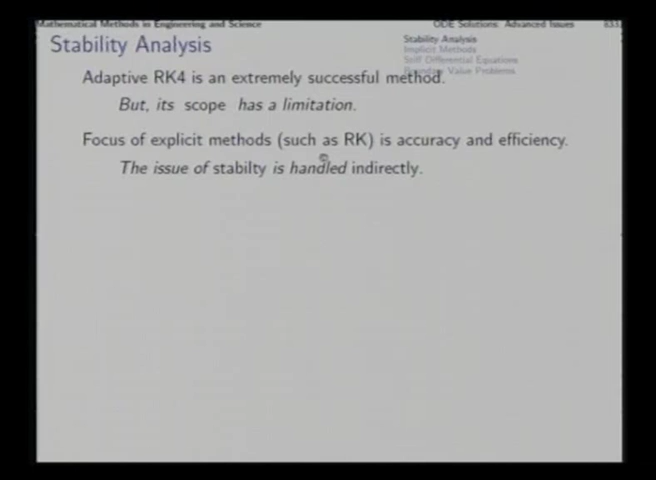 Mathematical Methods in Engineering and Science
ODE Solutions: Advanced Issues
Stability Analysis
Stability Analysis
Implicit Methods
Stiff Differential Equations
Boundary Value Problems
Adaptive RK4 is an extremely successful method.
But, its scope has a limitation.
Focus of explicit methods (such as RK) is accuracy and efficiency.
The issue of stabilty is handled indirectly.